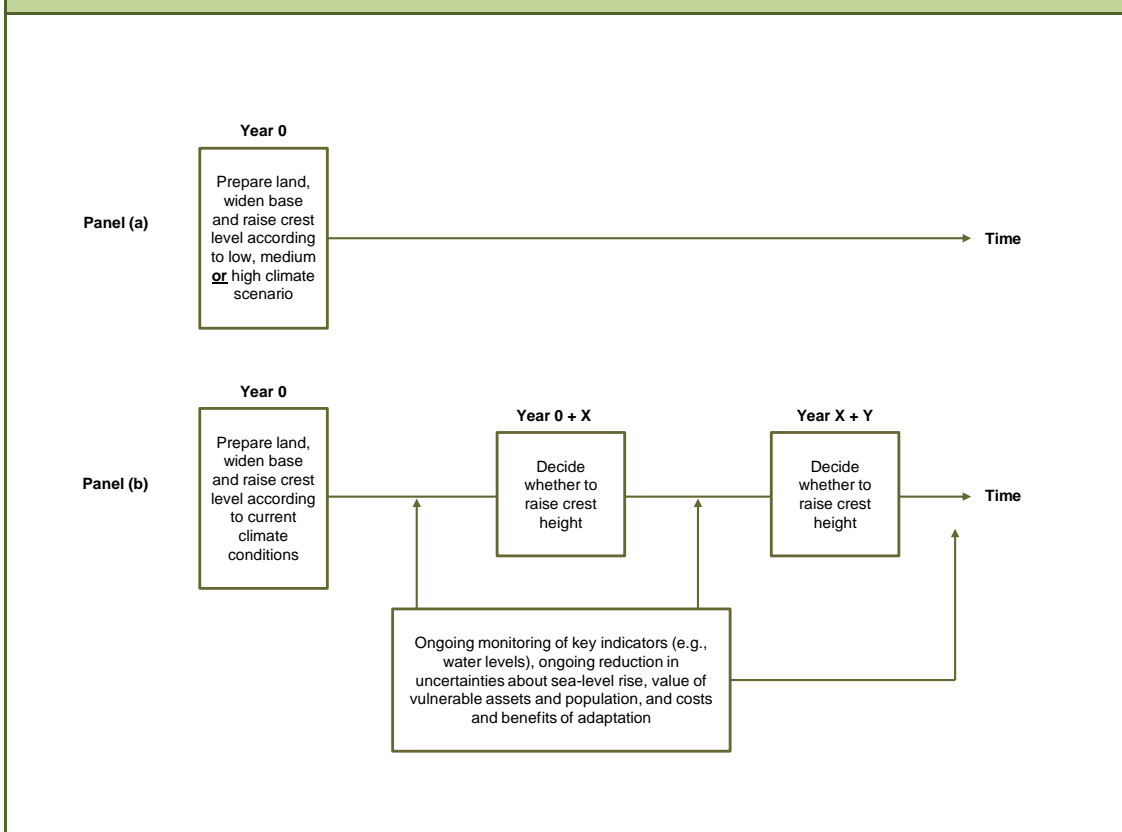 Year 0
Panel (a)
Prepare land,
widen base
and raise crest
level according
to low, medium
or high climate
scenario
Time
Year 0
Panel (b)
Prepare land,
widen base
and raise crest
level according
to current
climate
conditions
Year 0 + X
Decide
whether to
raise crest
height
Year X + Y
Decide
whether to
raise crest
height
Time
Ongoing monitoring of key indicators (e.g.,
water levels), ongoing reduction in
uncertainties about sea-level rise, value of
vulnerable assets and population, and costs
and benefits of adaptation